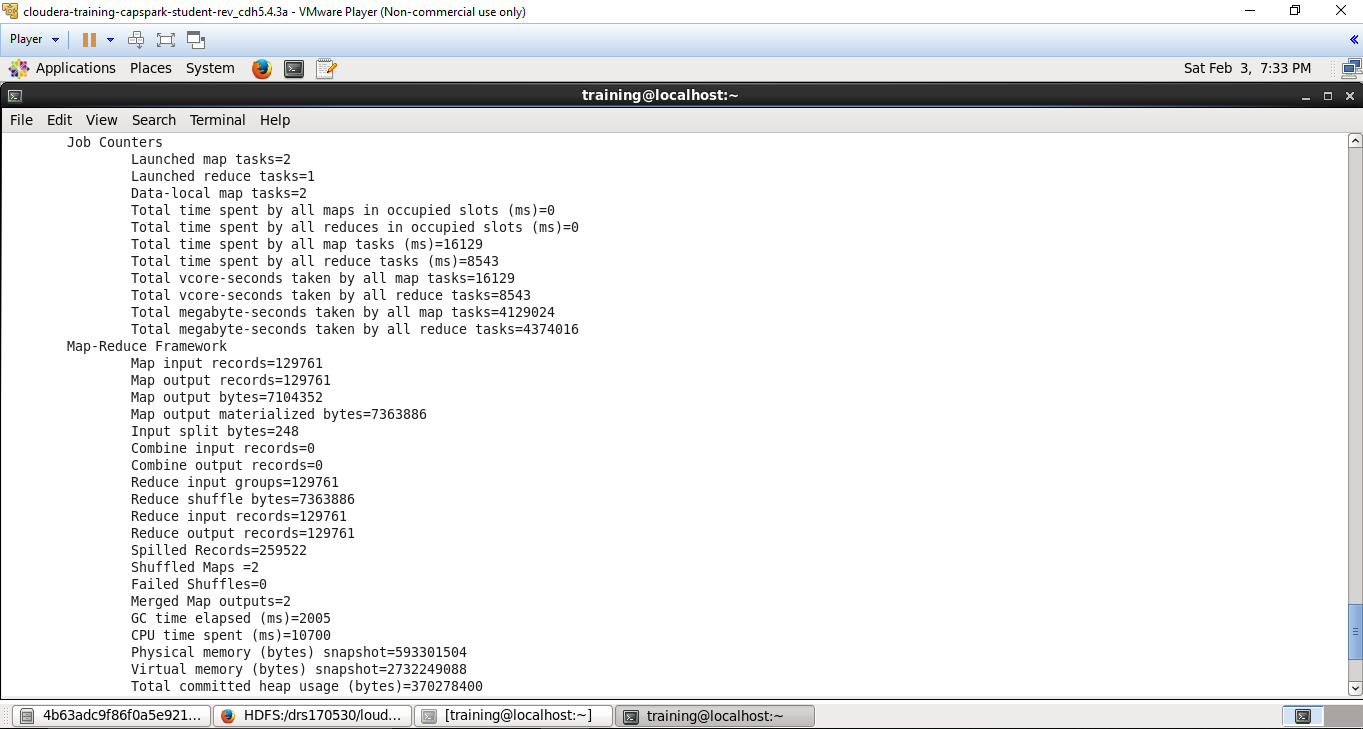 cloudera-training-capspark-student-rev_cdh5.4.3a - VMware Player (Non-commercial use only)
Player
Applications Places System Sat Feb 3, 7:33 PM
training@localhost:~
File Edit View Search Terminal Help
Job Counters
Launched map tasks=2
Launched reduce tasks=1
Data-local map tasks=2
Total time spent by all maps in occupied slots (ms)=0
Total time spent by all reduces in occupied slots (ms)=0
Total time spent by all map tasks (ms)=16129
Total time spent by all reduce tasks (ms)=8543
Total vcore-seconds taken by all map tasks=16129
Total vcore-seconds taken by all reduce tasks=8543
Total megabyte-seconds taken by all map tasks=4129024
Total megabyte-seconds taken by all reduce tasks=4374016
Map-Reduce Framework
Map input records=129761
Map output records=129761
Map output bytes=7104352
Map output materialized bytes=7363886
Input split bytes=248
Combine input records=0
Combine output records=0
Reduce input groups=129761
Reduce shuffle bytes=7363886
Reduce input records=129761
Reduce output records=129761
Spilled Records=259522
Shuffled Maps =2
Failed Shuffles=0
Merged Map outputs=2
GC time elapsed (ms)=2005
CPU time spent (ms)=10700
Physical memory (bytes) snapshot=593301504
Virtual memory (bytes) snapshot=2732249088
Total committed heap usage (bytes)=370278400
4b63adc9f86f0a5e921... HDFS:/drs170530/loud... [training@localhost:~] training@localhost:~